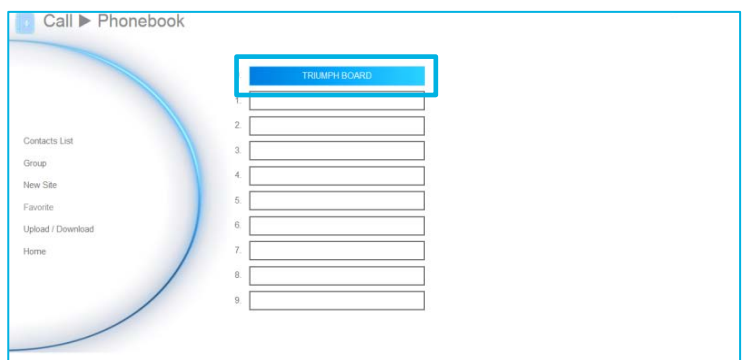 Call ▶ Phonebook
TRIUMPH BOARD
1.
2.
3.
4.
5.
6.
7.
8.
9.
Contacts List
Group
New Site
Favorite
Upload / Download
Home